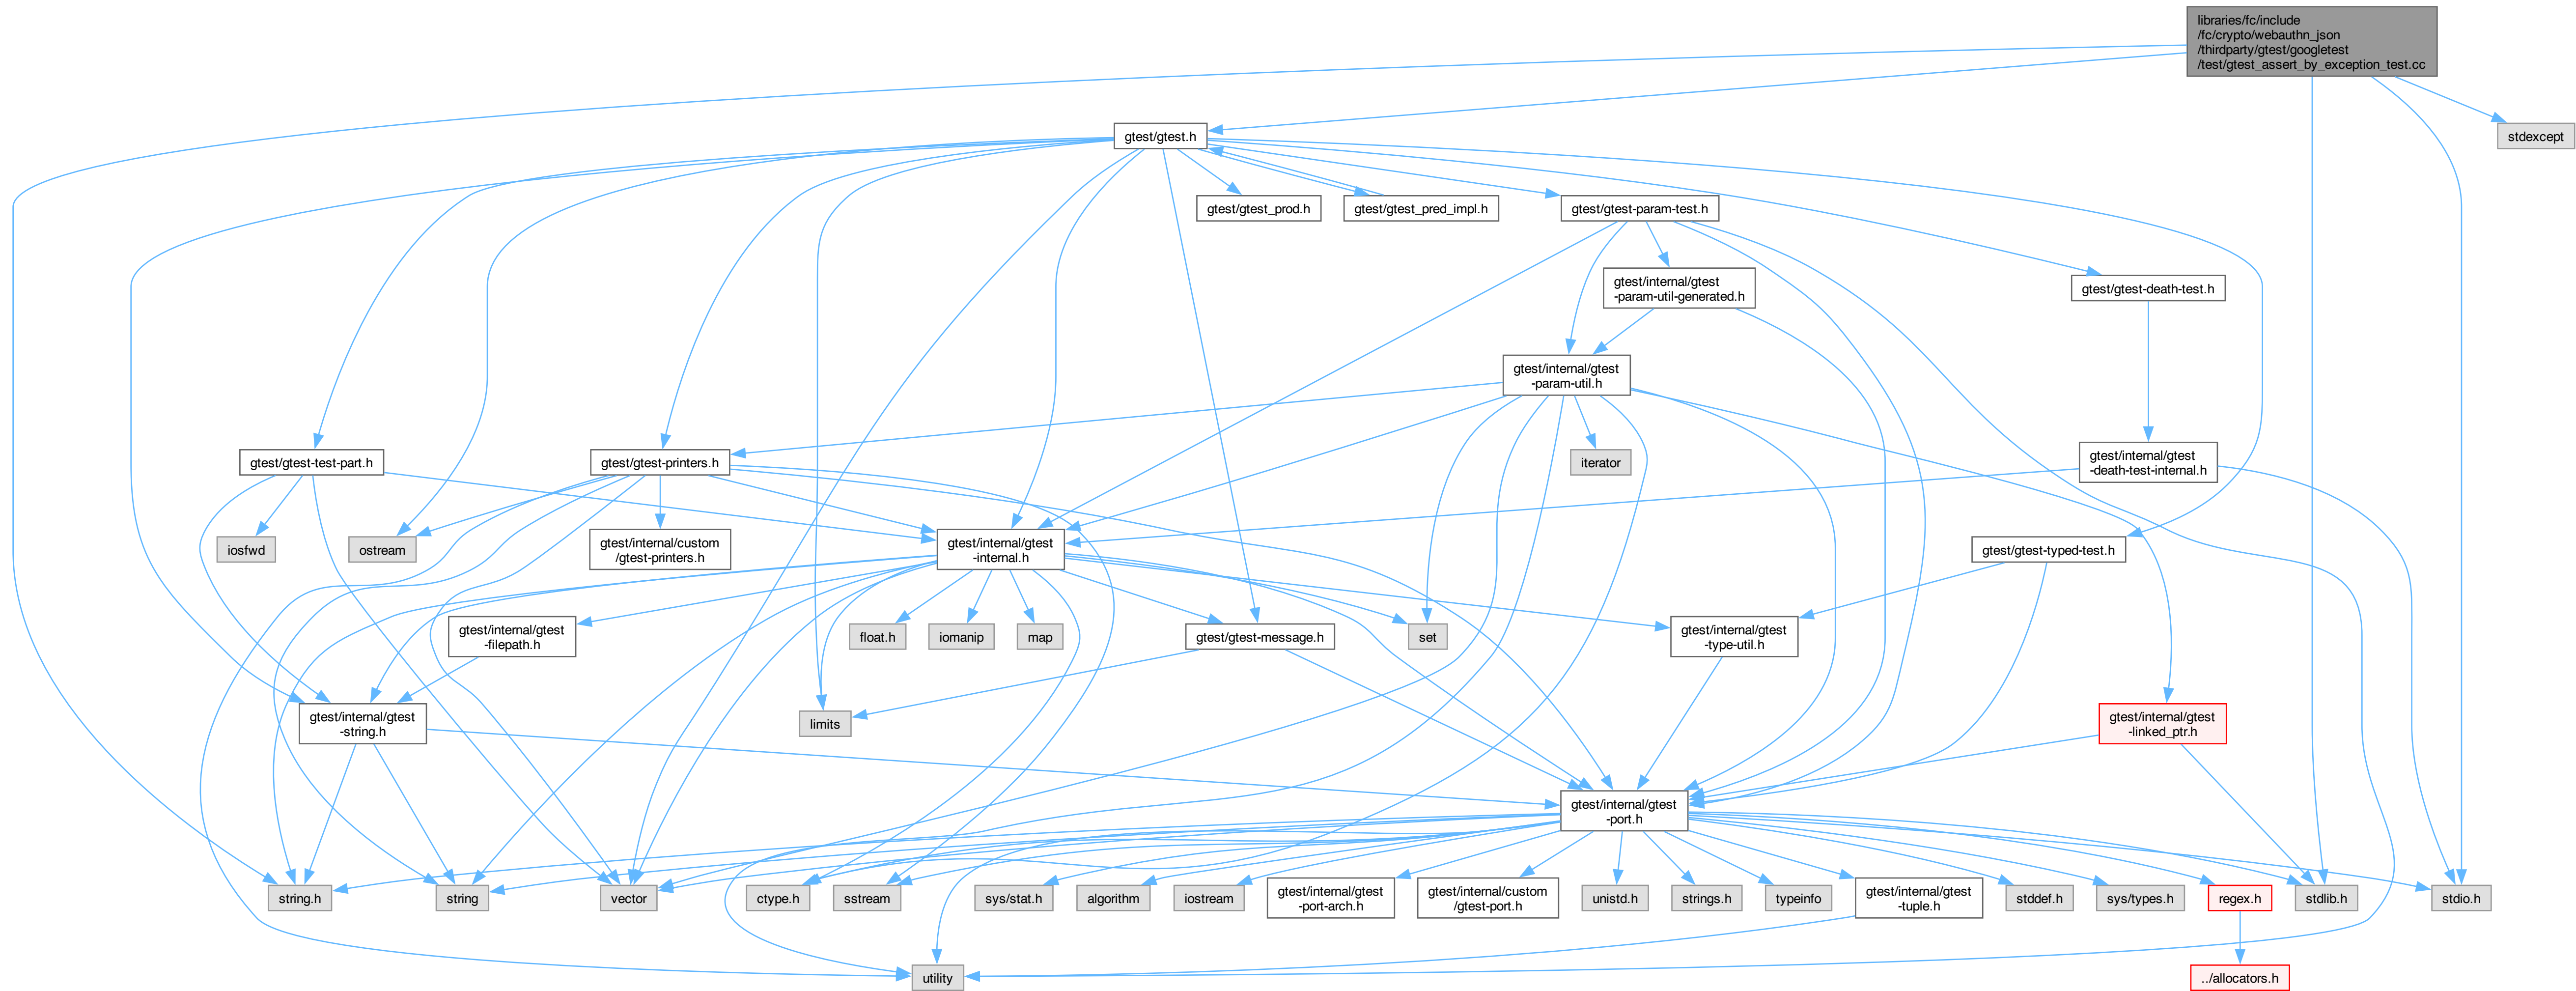 libraries/fc/include
/fc/crypto/webauthn_json
/thirdparty/gtest/googletest
/test/gtest_assert_by_exception_test.cc
gtest/gtest.h
stdexcept
gtest/gtest_prod.h
gtest/gtest_pred_impl.h
gtest/gtest-param-test.h
gtest/internal/gtest
-param-util-generated.h
gtest/gtest-death-test.h
gtest/internal/gtest
-param-util.h
gtest/gtest-test-part.h
gtest/gtest-printers.h
iterator
gtest/internal/gtest
-death-test-internal.h
iosfwd
ostream
gtest/internal/custom
/gtest-printers.h
gtest/internal/gtest
-internal.h
gtest/gtest-typed-test.h
gtest/internal/gtest
-filepath.h
float.h
iomanip
map
gtest/gtest-message.h
set
gtest/internal/gtest
-type-util.h
gtest/internal/gtest
-string.h
limits
gtest/internal/gtest
-linked_ptr.h
gtest/internal/gtest
-port.h
string.h
string
vector
ctype.h
sstream
sys/stat.h
algorithm
iostream
gtest/internal/gtest
-port-arch.h
gtest/internal/custom
/gtest-port.h
unistd.h
strings.h
typeinfo
gtest/internal/gtest
-tuple.h
stddef.h
sys/types.h
regex.h
stdlib.h
stdio.h
utility
../allocators.h